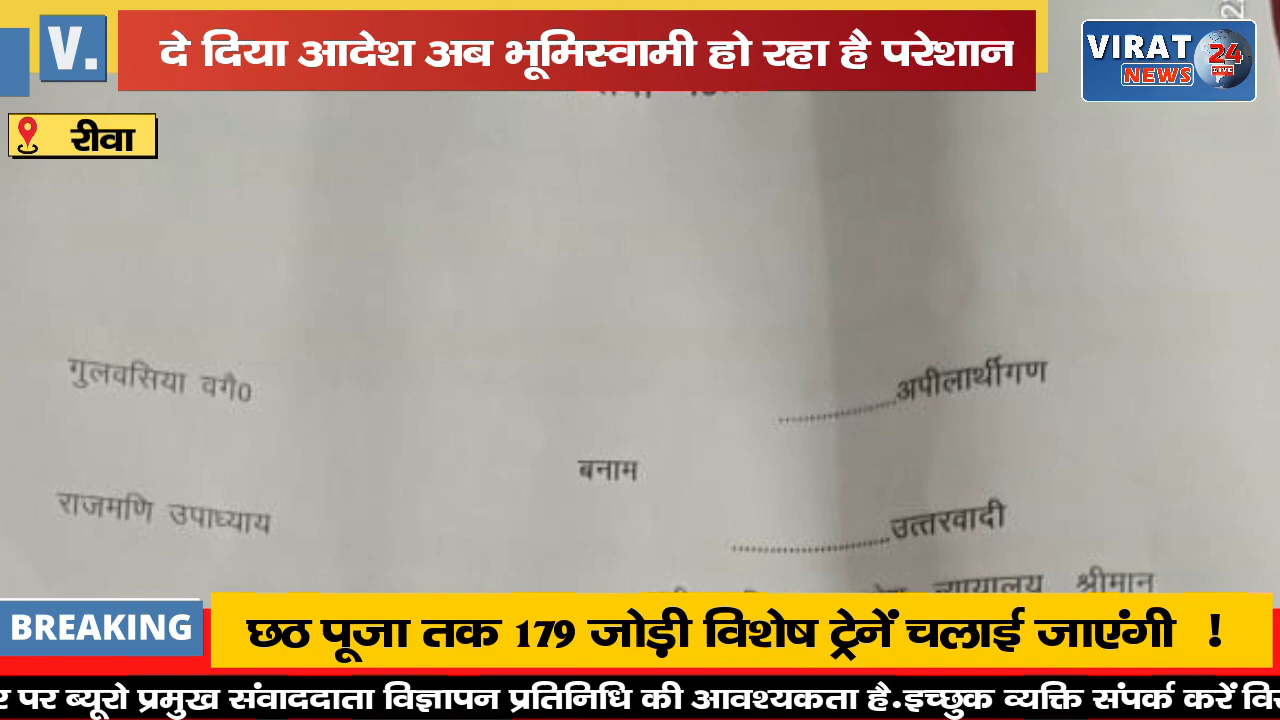 V.
दे दिया आदेश अब भूमिस्वामी हो रहा है परेशान
VIRAT
NEWS
24
LIVE
रीवा
गुलवसिया वगै0
....................अपीलार्थीगण
बनाम
राजमणि उपाध्याय
..........................उत्तरवादी
न्यायालय श्रीमान
BREAKING
छठ पूजा तक 179 जोड़ी विशेष ट्रेनें चलाई जाएंगी !
पर ब्यूरो प्रमुख संवाददाता विज्ञापन प्रतिनिधि की आवश्यकता है.इच्छुक व्यक्ति संपर्क करें